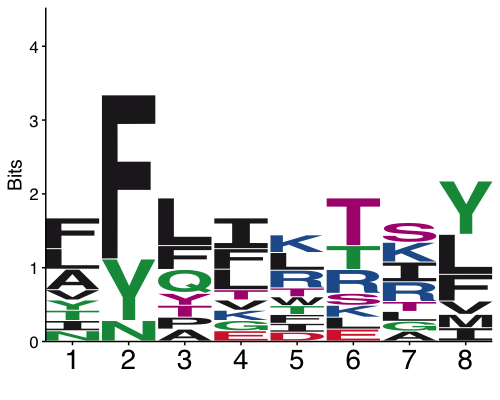 4
3
2
1
0
Bits
F L A V I N
F Y N
L F Q T P A
I F L T V K G E
K L R T W I D
T R S K L E
S K I R T L G A
Y L F V M I
1 2 3 4 5 6 7 8